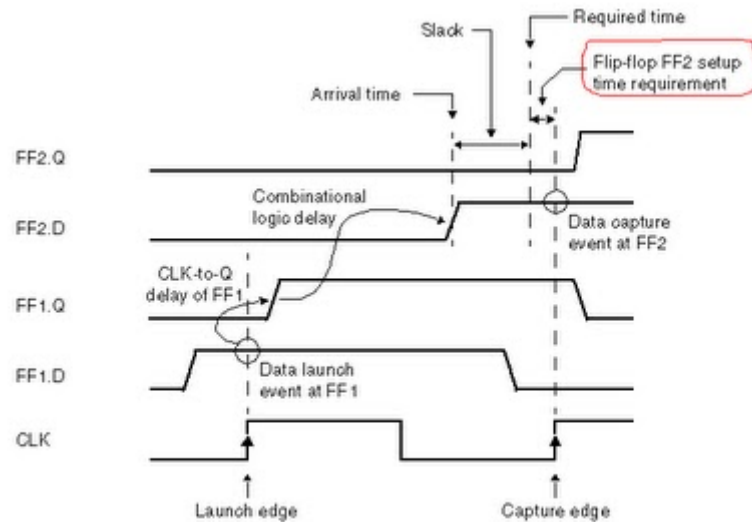 Required time
Slack
Flip-flop FF2 setup
time requirement
Arrival time
FF2.Q
Combinational
logic delay
FF2.D
Data capture
event at FF2
CLK-to-Q
delay of FF1
FF1.Q
Data launch
event at FF1
FF1.D
CLK
Launch edge
Capture edge